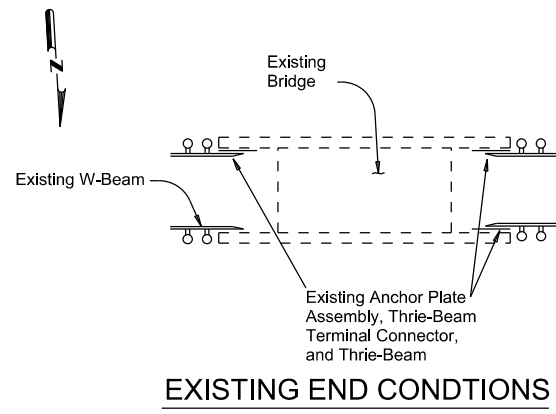 N
Existing
Bridge
Existing W-Beam
Existing Anchor Plate
Assembly, Thrie-Beam
Terminal Connector,
and Thrie-Beam
EXISTING END CONDTIONS